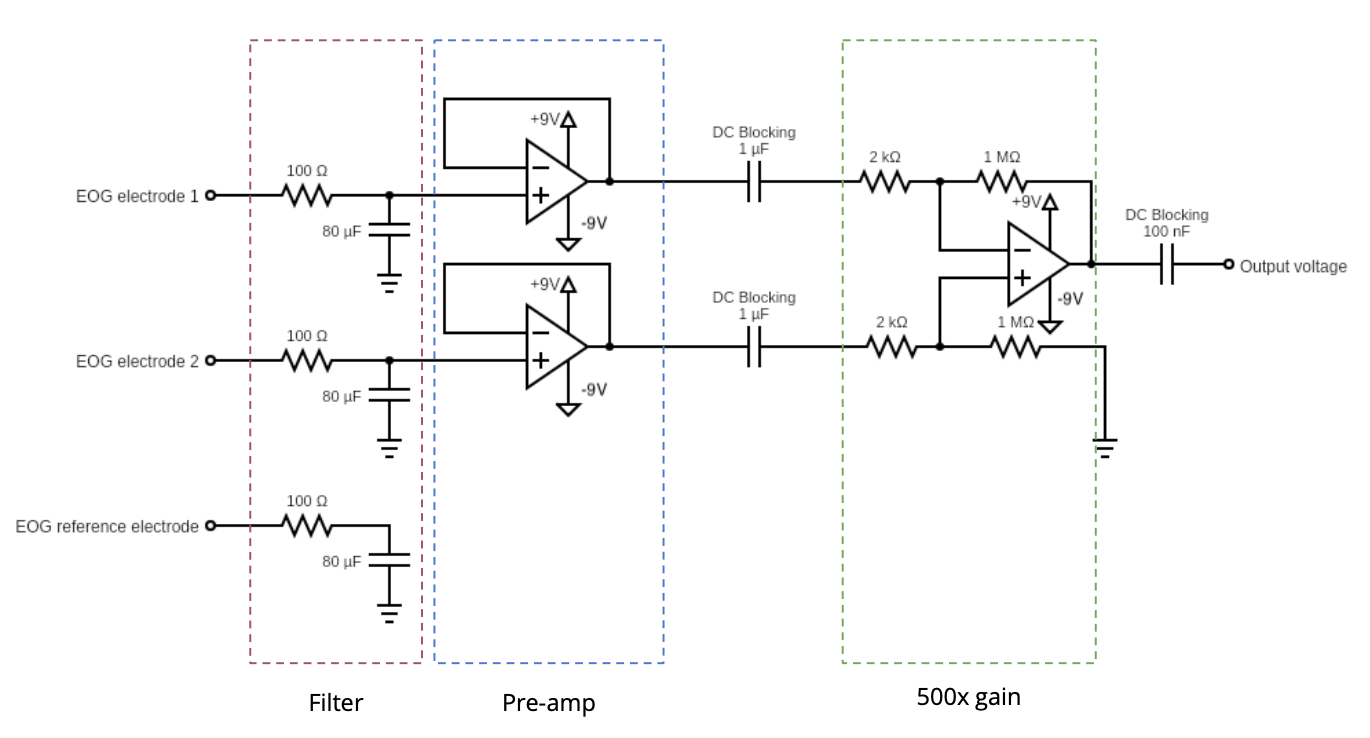 +9V
DC Blocking
1 µF
2 kΩ
1 MΩ
100 Ω
EOG electrode 1
+9V
DC Blocking
100 nF
80 µF
-9V
Output voltage
+9V
DC Blocking
1 µF
-9V
2 kΩ
1 MΩ
100 Ω
EOG electrode 2
80 µF
-9V
100 Ω
EOG reference electrode
80 µF
Filter
Pre-amp
500x gain